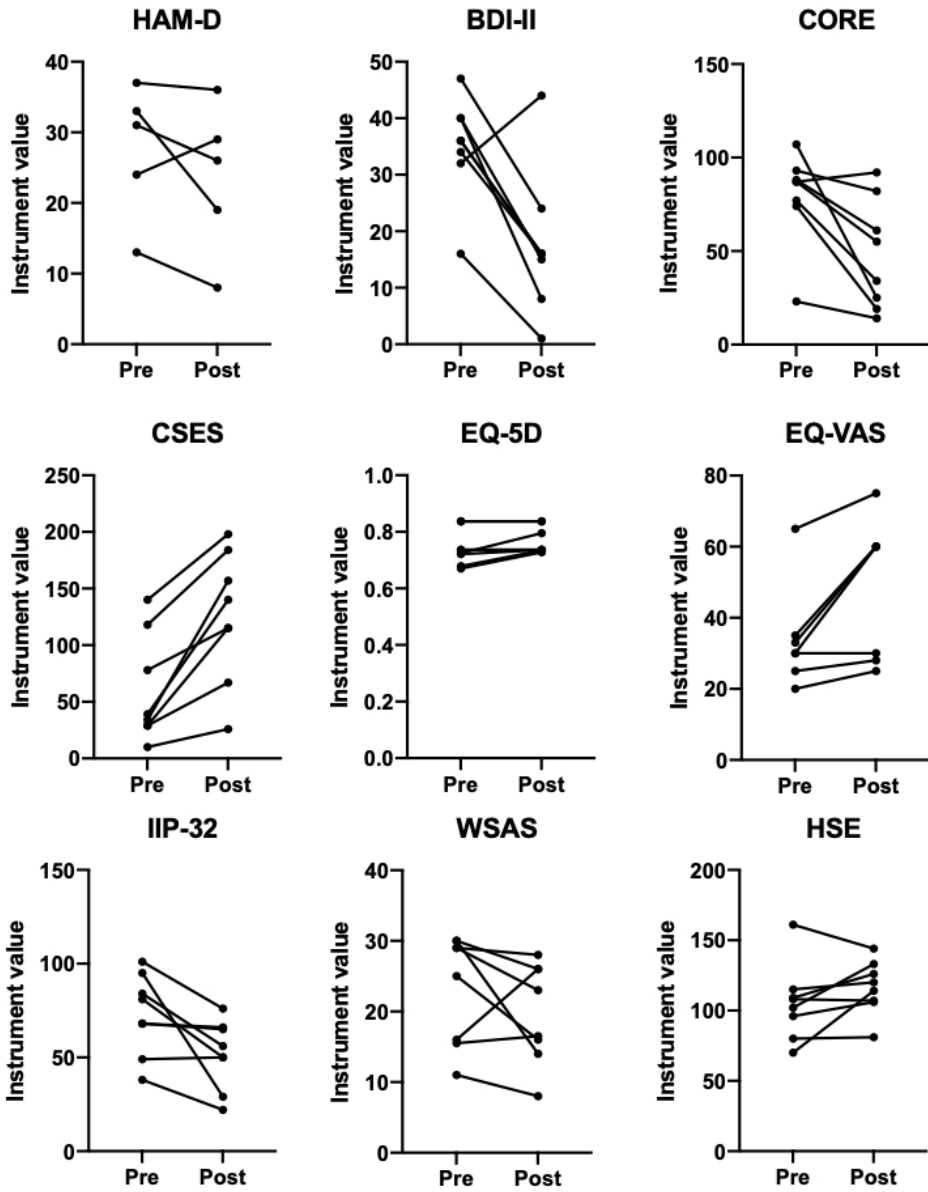 HAM-D
Instrument value
40
30
20
10
0
Pre Post
BDI-II
Instrument value
50
40
30
20
10
0
Pre Post
CORE
Instrument value
150
100
50
0
Pre Post
CSES
Instrument value
250
200
150
100
50
0
Pre Post
EQ-5D
Instrument value
1.0
0.8
0.6
0.4
0.2
0.0
Pre Post
EQ-VAS
Instrument value
80
60
40
20
0
Pre Post
IIP-32
Instrument value
150
100
50
0
Pre Post
WSAS
Instrument value
40
30
20
10
0
Pre Post
HSE
Instrument value
200
150
100
50
0
Pre Post